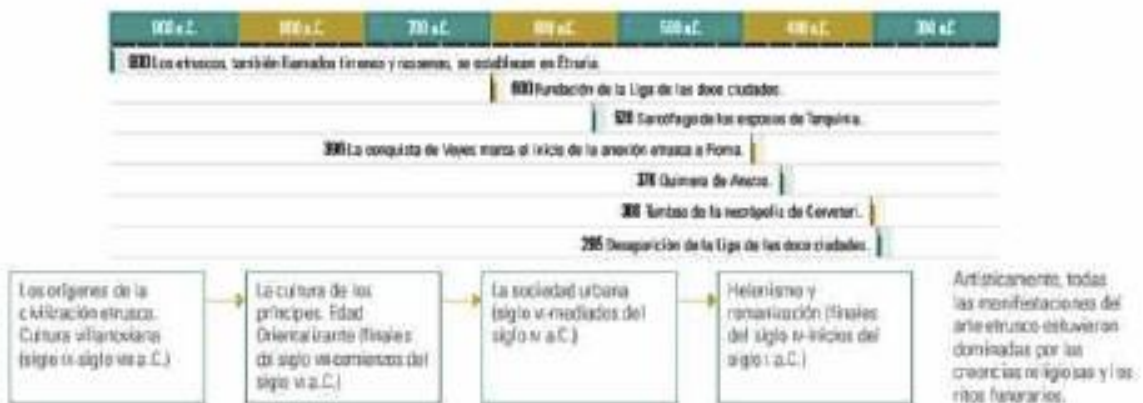 900 a.C. 800 a.C. 700 a.C. 600 a.C. 500 a.C. 400 a.C. 300 a.C.
900 Los etruscos, también llamados tirrenos y rasenas, se establecen en Etruria.
600 Fundación de la Liga de las doce ciudades.
520 Sarcófago de los esposos de Tarquinia.
396 La conquista de Veyes marca el inicio de la anexión etrusca a Roma.
Quimera de Arezzo.
300 Tumbas de la necrópolis de Cerveteri.
295 Desaparición de la Liga de las doce ciudades.
Los orígenes de la
civilización etrusca.
Cultura villanoviana
(siglo IX-siglo VIII a.C.)
La cultura de los
príncipes. Edad
Orientalizante (finales
del siglo VIII-comienzos del
siglo VI a.C.)
La sociedad urbana
(siglo VI-mediados del
siglo IV a.C.)
Helenismo y
romanización (finales
del siglo IV-inicios del
siglo I a.C.)
Artísticamente, todas
las manifestaciones del
arte etrusco estuvieron
dominadas por las
creencias religiosas y los
ritos funerarios.